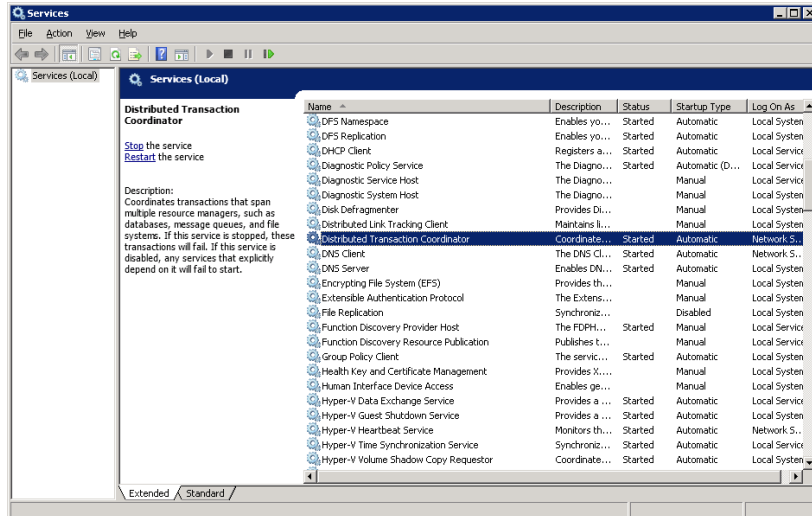 Services
File Action View Help
Services (Local)
Services (Local)
Distributed Transaction
Coordinator
Stop the service
Restart the service
Description:
Coordinates transactions that span
multiple resource managers, such as
databases, message queues, and file
systems. If this service is stopped, these
transactions will fail. If this service is
disabled, any services that explicitly
depend on it will fail to start.
Name Description Status Startup Type Log On As
DFS Namespace Enables yo... Started Automatic Local System
DFS Replication Enables yo... Started Automatic Local System
DHCP Client Registers a... Started Automatic Local Service
Diagnostic Policy Service The Diagno... Started Automatic (D... Local Service
Diagnostic Service Host The Diagno... Manual Local Service
Diagnostic System Host The Diagno... Manual Local System
Disk Defragmenter Provides Di... Manual Local System
Distributed Link Tracking Client Maintains li... Manual Local System
Distributed Transaction Coordinator Coordinate... Started Automatic Network S...
DNS Client The DNS Cl... Started Automatic Network S...
DNS Server Enables DN... Started Automatic Local System
Encrypting File System (EFS) Provides th... Manual Local System
Extensible Authentication Protocol The Extens... Manual Local System
File Replication Synchroniz... Disabled Local System
Function Discovery Provider Host The FDPH... Started Manual Local Service
Function Discovery Resource Publication Publishes t... Manual Local Service
Group Policy Client The servic... Started Automatic Local System
Health Key and Certificate Management Provides X.... Manual Local System
Human Interface Device Access Enables ge... Manual Local System
Hyper-V Data Exchange Service Provides a ... Started Automatic Local Service
Hyper-V Guest Shutdown Service Provides a ... Started Automatic Local System
Hyper-V Heartbeat Service Monitors th... Started Automatic Network S...
Hyper-V Time Synchronization Service Synchroniz... Started Automatic Local Service
Hyper-V Volume Shadow Copy Requestor Coordinate... Started Automatic Local System
Extended Standard